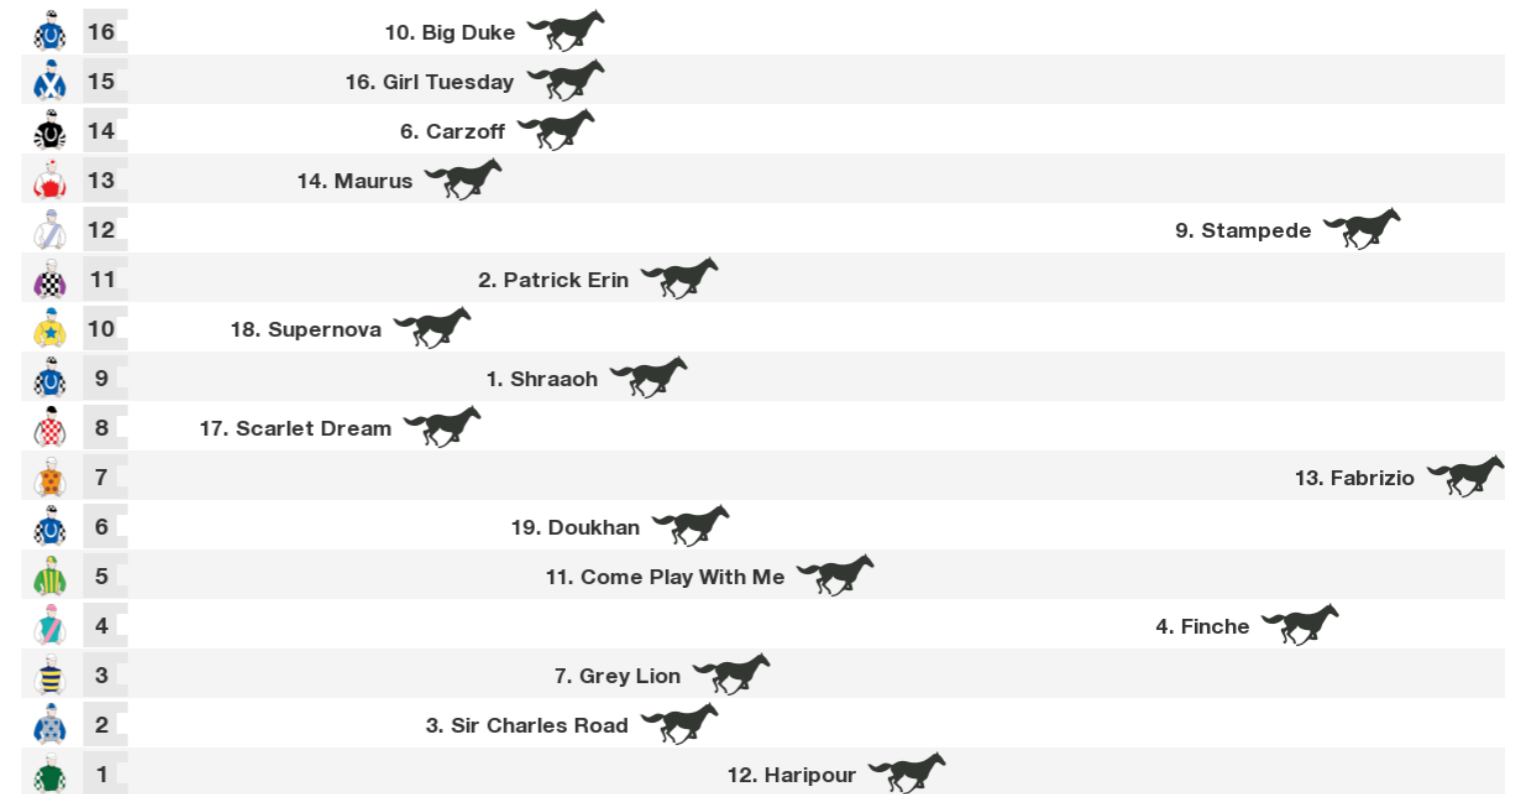 16 10. Big Duke
15 16. Girl Tuesday
14 6. Carzoff
13 14. Maurus
12 9. Stampede
11 2. Patrick Erin
10 18. Supernova
9 1. Shraaoh
8 17. Scarlet Dream
7 13. Fabrizio
6 19. Doukhan
5 11. Come Play With Me
4 4. Finche
3 7. Grey Lion
2 3. Sir Charles Road
1 12. Haripour